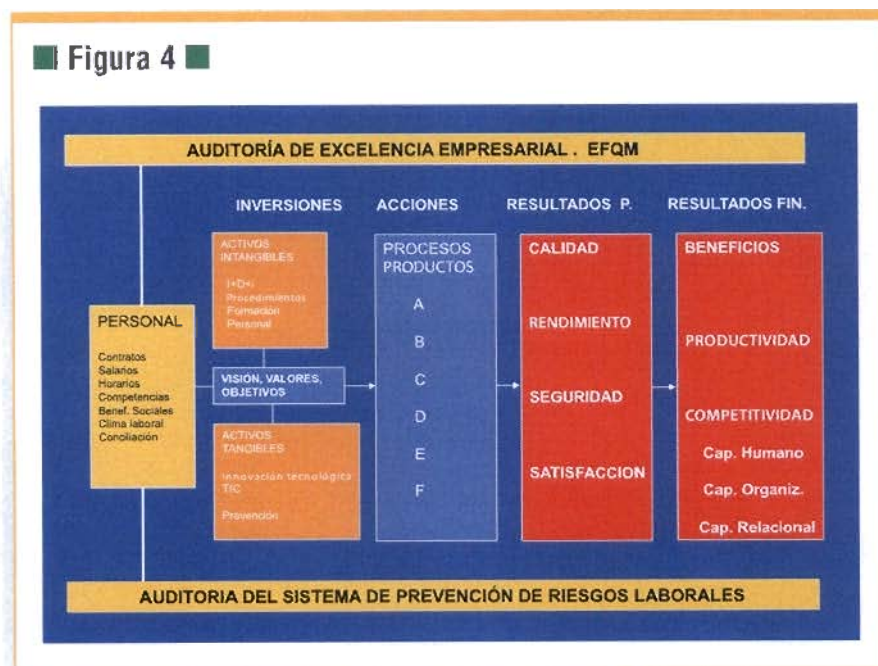 Figura 4
AUDITORÍA DE EXCELENCIA EMPRESARIAL . EFQM
INVERSIONES
ACCIONES
RESULTADOS P.
RESULTADOS FIN.
PERSONAL
Contratos
Salarios
Horarios
Competencias
Benef. Sociales
Clima laboral
Conciliación
ACTIVOS
INTANGIBLES
I+D+i
Procedimientos
Formación
Personal
VISIÓN, VALORES,
OBJETIVOS
ACTIVOS
TANGIBLES
Innovación tecnológica
TIC
Prevención
PROCESOS
PRODUCTOS
A
B
C
D
E
F
CALIDAD
RENDIMIENTO
SEGURIDAD
SATISFACCION
BENEFICIOS
PRODUCTIVIDAD
COMPETITIVIDAD
Cap. Humano
Cap. Organiz.
Cap. Relacional
AUDITORIA DEL SISTEMA DE PREVENCIÓN DE RIESGOS LABORALES